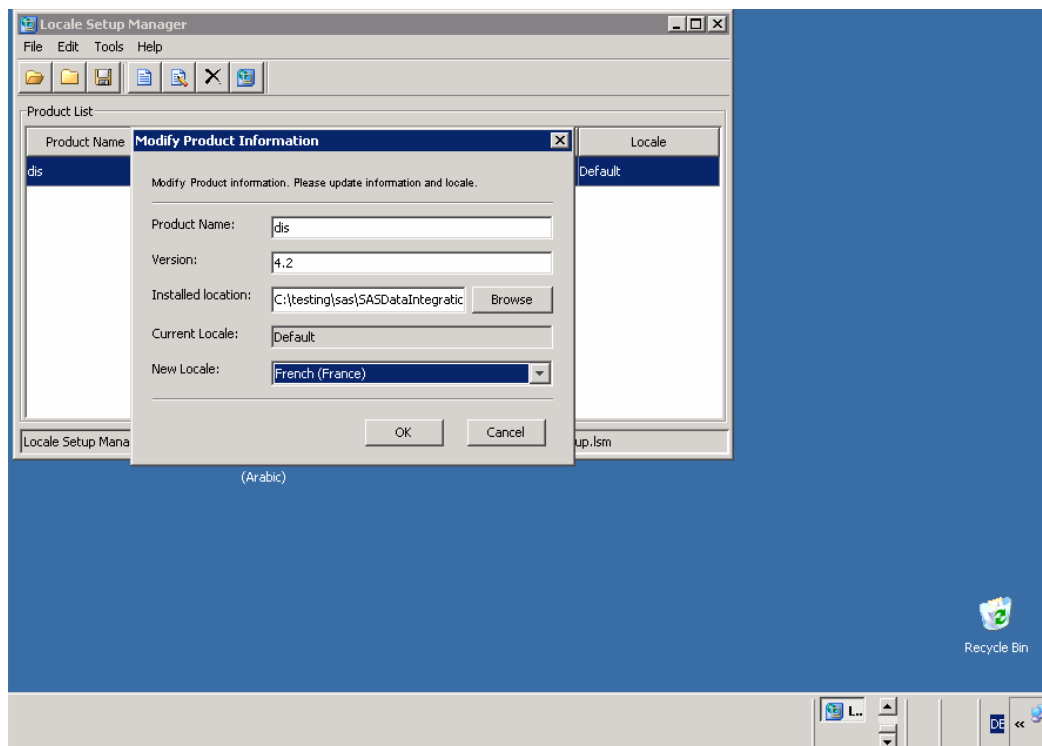 Locale Setup Manager
File Edit Tools Help
Product List
Product Name
Locale
dis
Default
Modify Product Information
Modify Product information. Please update information and locale.
Product Name:
dis
Version:
4.2
Installed location:
C:\testing\sas\SASDataIntegratic
Browse
Current Locale:
Default
New Locale:
French (France)
OK Cancel
Locale Setup Mana
up.lsm
(Arabic)
Recycle Bin
L..
DE «